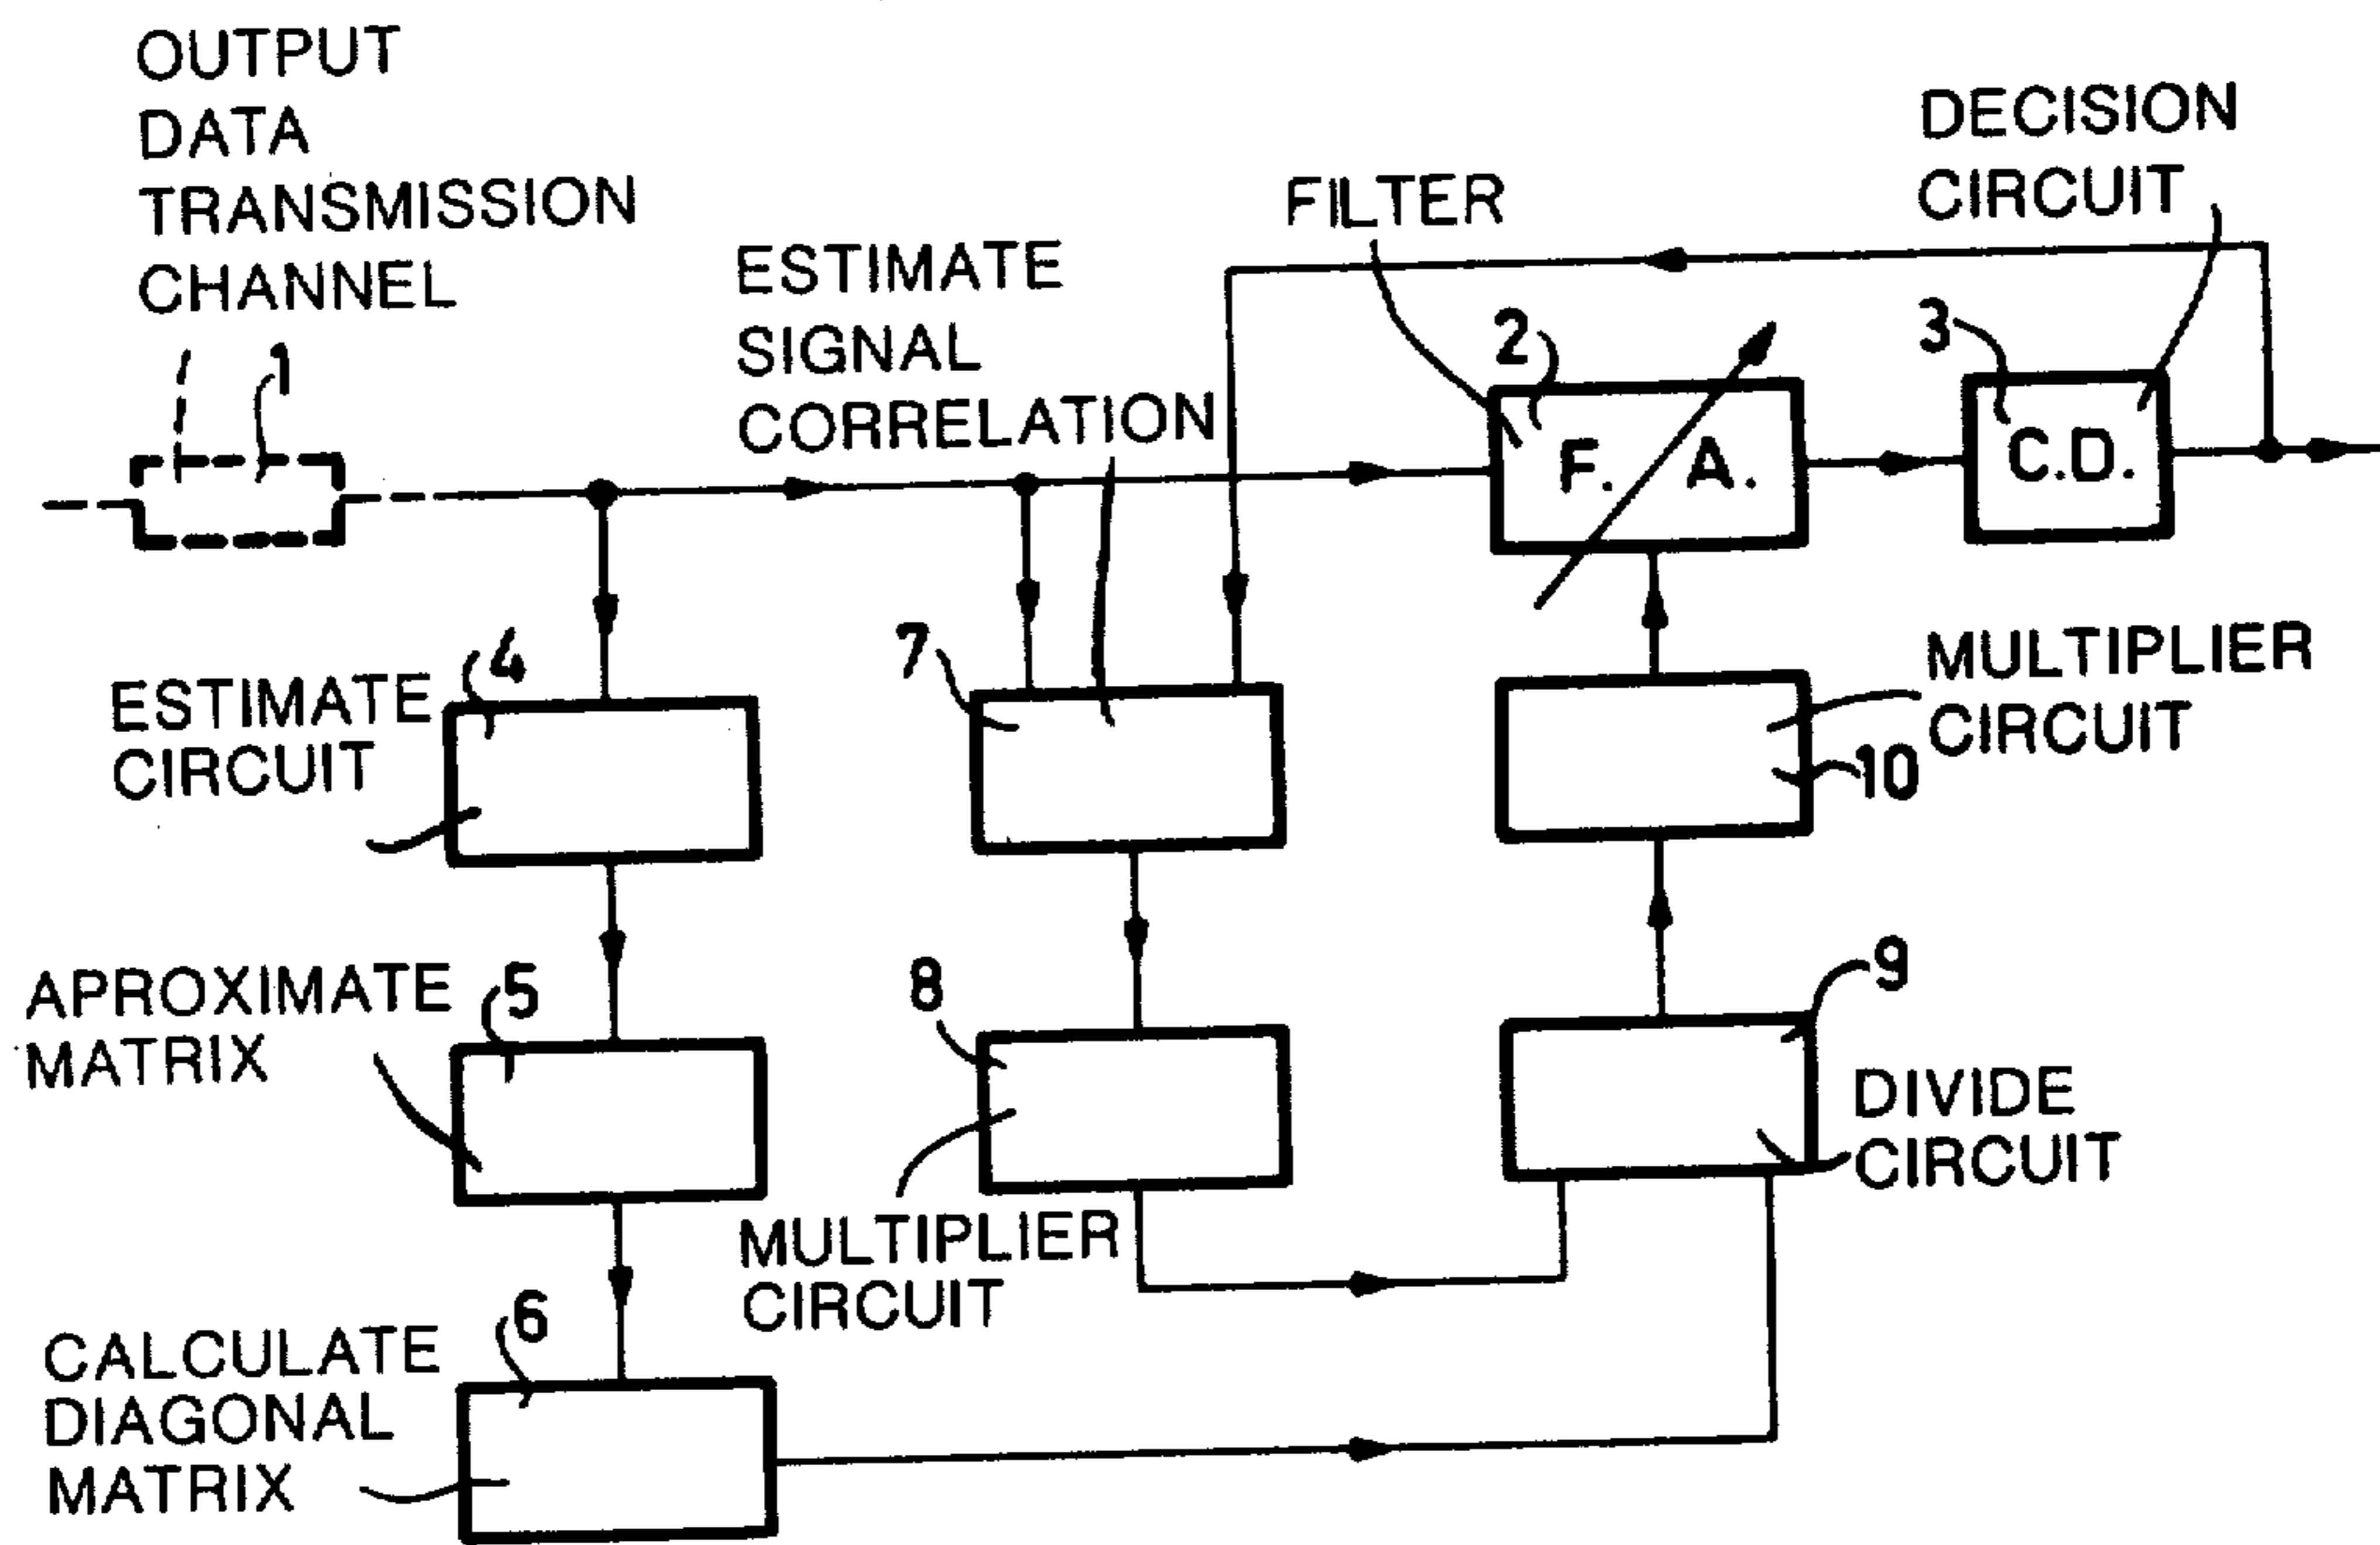 OUTPUT
DATA
TRANSMISSION
CHANNEL
1
ESTIMATE
SIGNAL
CORRELATION
FILTER
2
F. A.
DECISION
CIRCUIT
3
C.D.
ESTIMATE
CIRCUIT
4
7
MULTIPLIER
CIRCUIT
10
APROXIMATE
MATRIX
5
8
MULTIPLIER
CIRCUIT
9
DIVIDE
CIRCUIT
CALCULATE
DIAGONAL
MATRIX
6